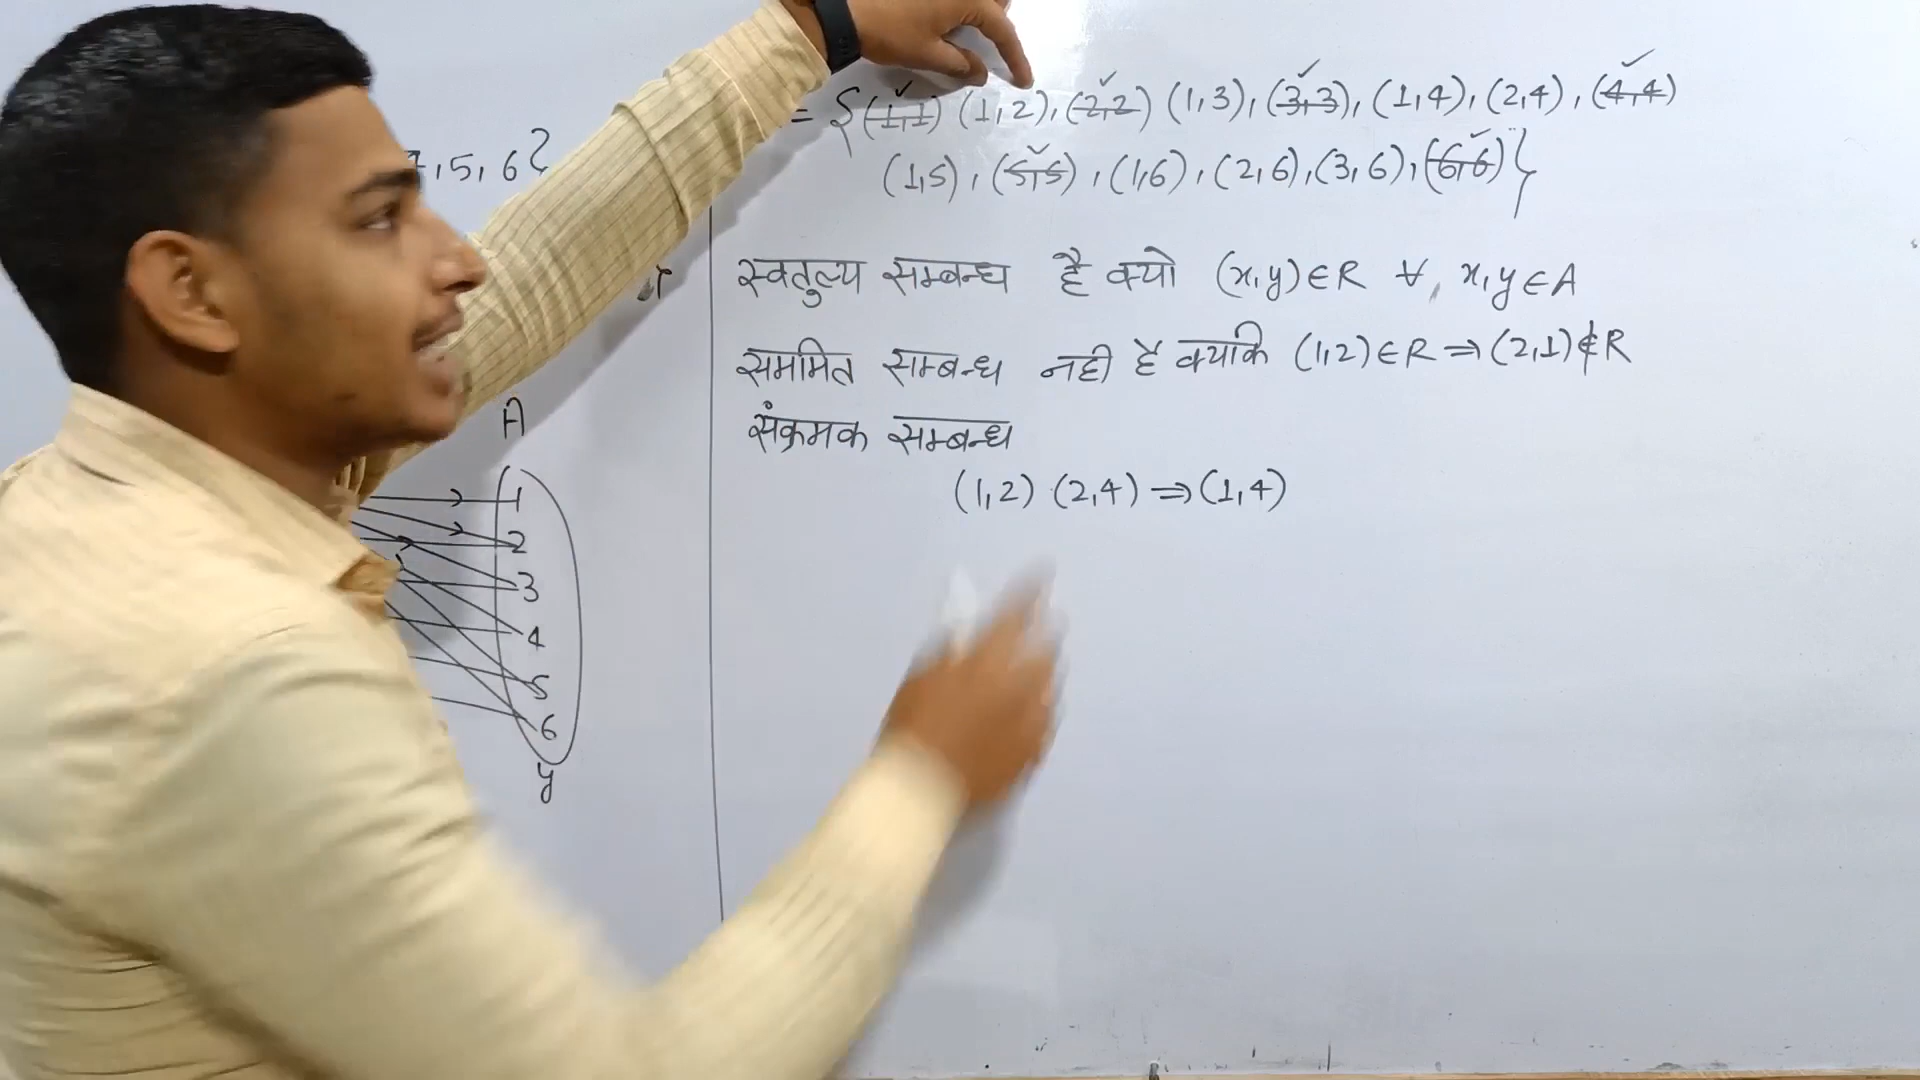 = {(1,1) (1,2), (2,2) (1,3), (3,3), (1,4), (2,4), (4,4)
(1,5), (5,5), (1,6), (2,6), (3,6), (6,6)}
,5, 6}
स्वतुल्य सम्बन्ध है क्यो (x,y)∈R ∀, x,y∈A
सममित सम्बन्ध नही है क्योकि (1,2)∈R⇒(2,1)∉R
संक्रमक सम्बन्ध
(1,2) (2,4)⇒(1,4)
A
1
2
3
4
5
6
y